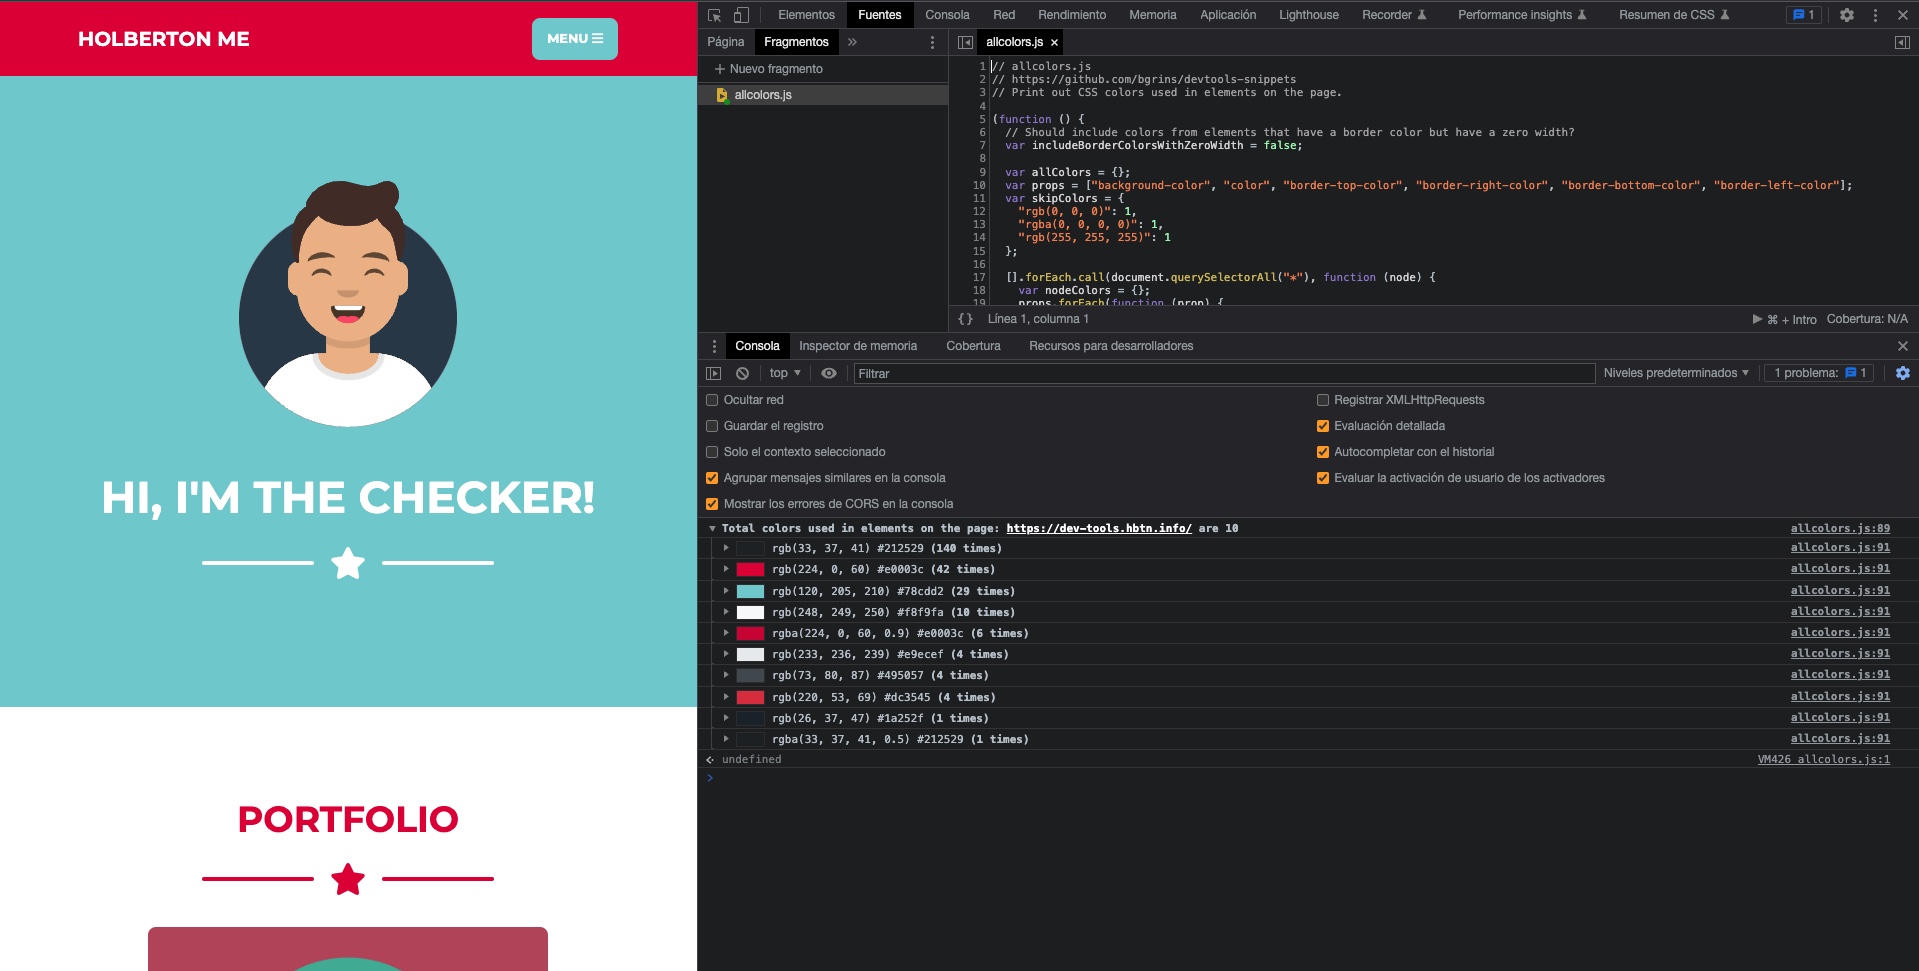 HOLBERTON ME
MENU
HI, I'M THE CHECKER!
PORTFOLIO
Elementos Fuentes Consola Red Rendimiento Memoria Aplicación Lighthouse Recorder Performance insights Resumen de CSS 1
Página Fragmentos »
allcolors.js ×
+ Nuevo fragmento
allcolors.js
1 // allcolors.js
2 // https://github.com/bgrins/devtools-snippets
3 // Print out CSS colors used in elements on the page.
4
5 (function () {
6 // Should include colors from elements that have a border color but have a zero width?
7 var includeBorderColorsWithZeroWidth = false;
8
9 var allColors = {};
10 var props = ["background-color", "color", "border-top-color", "border-right-color", "border-bottom-color", "border-left-color"];
11 var skipColors = {
12 "rgb(0, 0, 0)": 1,
13 "rgba(0, 0, 0, 0)": 1,
14 "rgb(255, 255, 255)": 1
15 };
16
17 [].forEach.call(document.querySelectorAll("*"), function (node) {
18 var nodeColors = {};
19 props.forEach(function (prop) {
{} Línea 1, columna 1 ⌘ + Intro Cobertura: N/A
Consola Inspector de memoria Cobertura Recursos para desarrolladores
top Filtrar Niveles predeterminados 1 problema: 1
Ocultar red
Registrar XMLHttpRequests
Guardar el registro
Evaluación detallada
Solo el contexto seleccionado
Autocompletar con el historial
Agrupar mensajes similares en la consola
Evaluar la activación de usuario de los activadores
Mostrar los errores de CORS en la consola
Total colors used in elements on the page: https://dev-tools.hbtn.info/ are 10 allcolors.js:89
rgb(33, 37, 41) #212529 (140 times) allcolors.js:91
rgb(224, 0, 60) #e0003c (42 times) allcolors.js:91
rgb(120, 205, 210) #78cdd2 (29 times) allcolors.js:91
rgb(248, 249, 250) #f8f9fa (10 times) allcolors.js:91
rgba(224, 0, 60, 0.9) #e0003c (6 times) allcolors.js:91
rgb(233, 236, 239) #e9ecef (4 times) allcolors.js:91
rgb(73, 80, 87) #495057 (4 times) allcolors.js:91
rgb(220, 53, 69) #dc3545 (4 times) allcolors.js:91
rgb(26, 37, 47) #1a252f (1 times) allcolors.js:91
rgba(33, 37, 41, 0.5) #212529 (1 times) allcolors.js:91
undefined VM426 allcolors.js:1